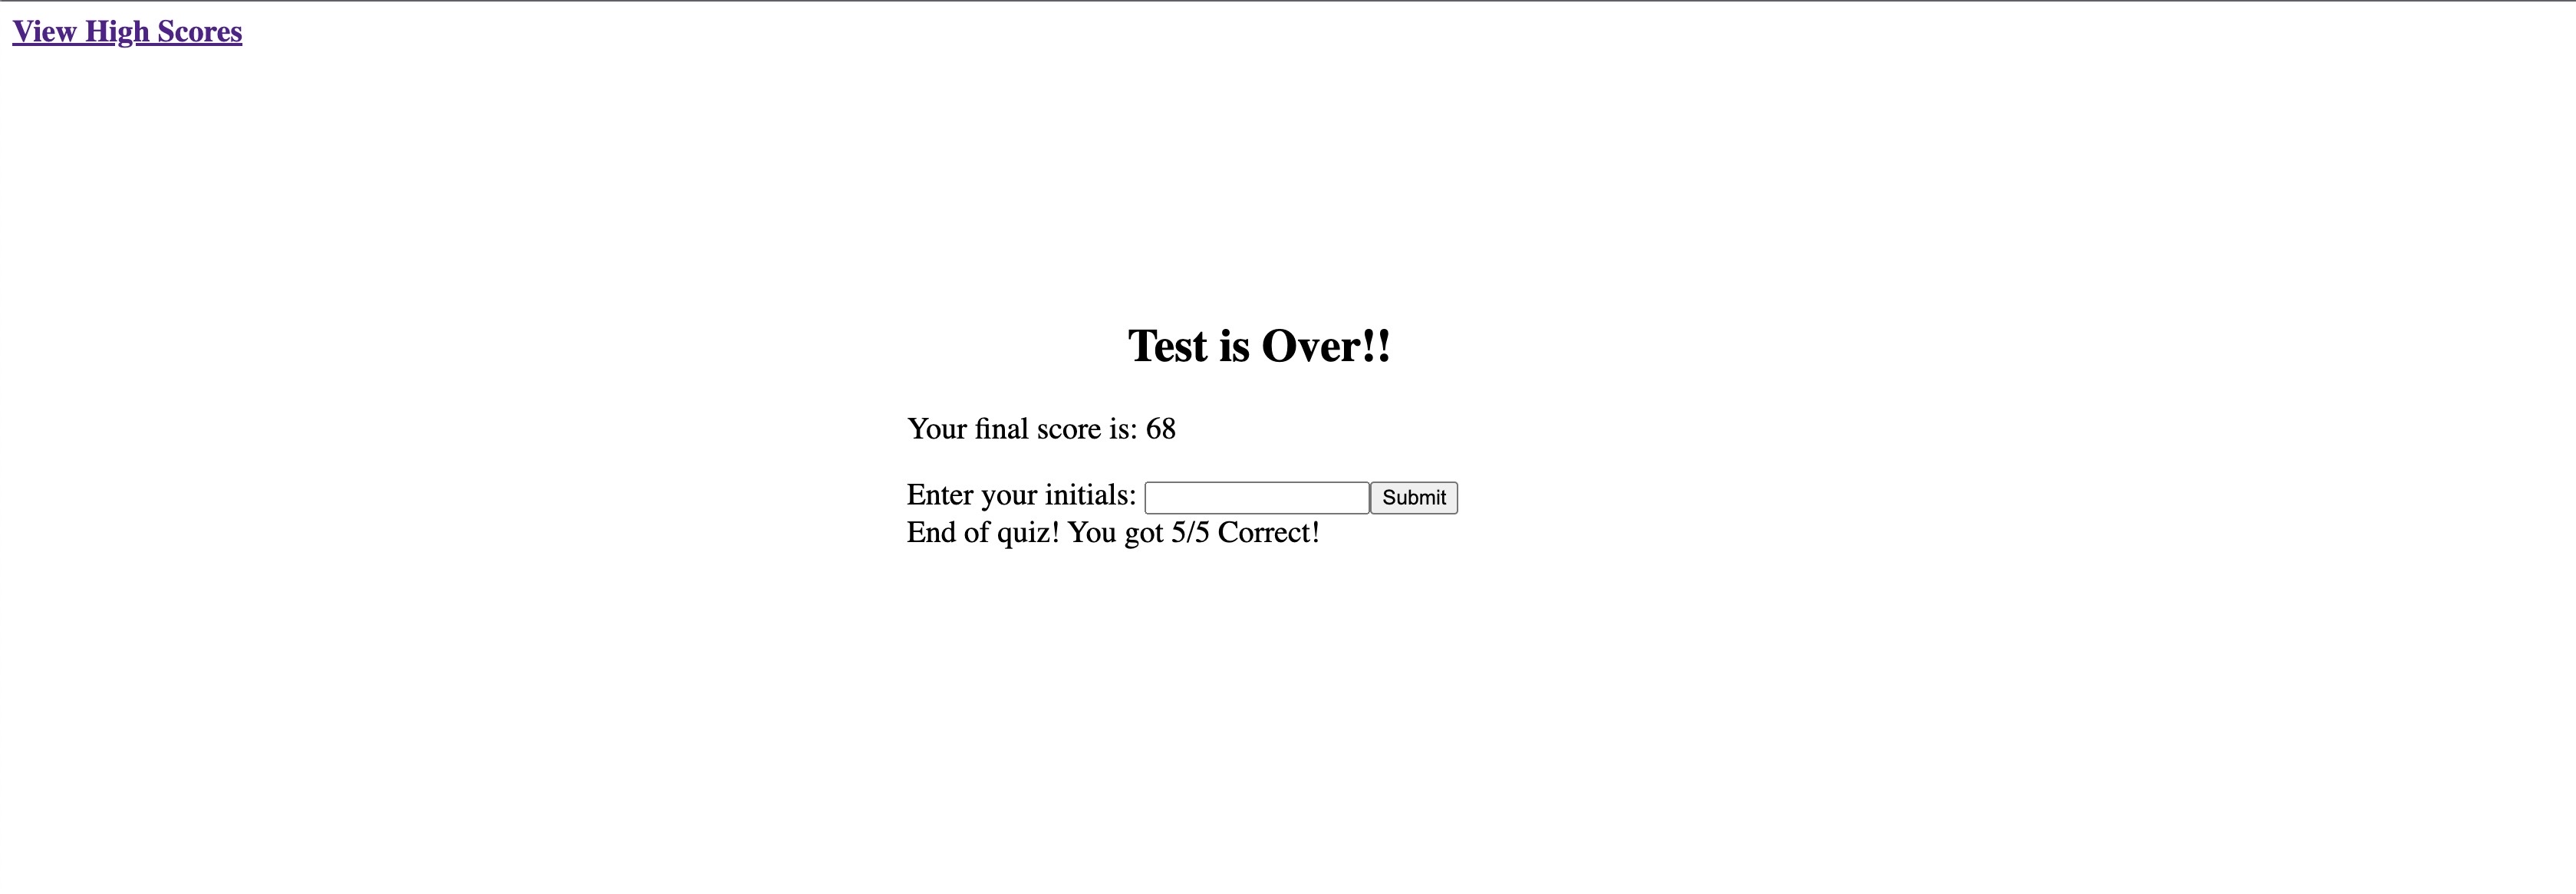 View High Scores
Test is Over!!
Your final score is: 68
Enter your initials: Submit
End of quiz! You got 5/5 Correct!